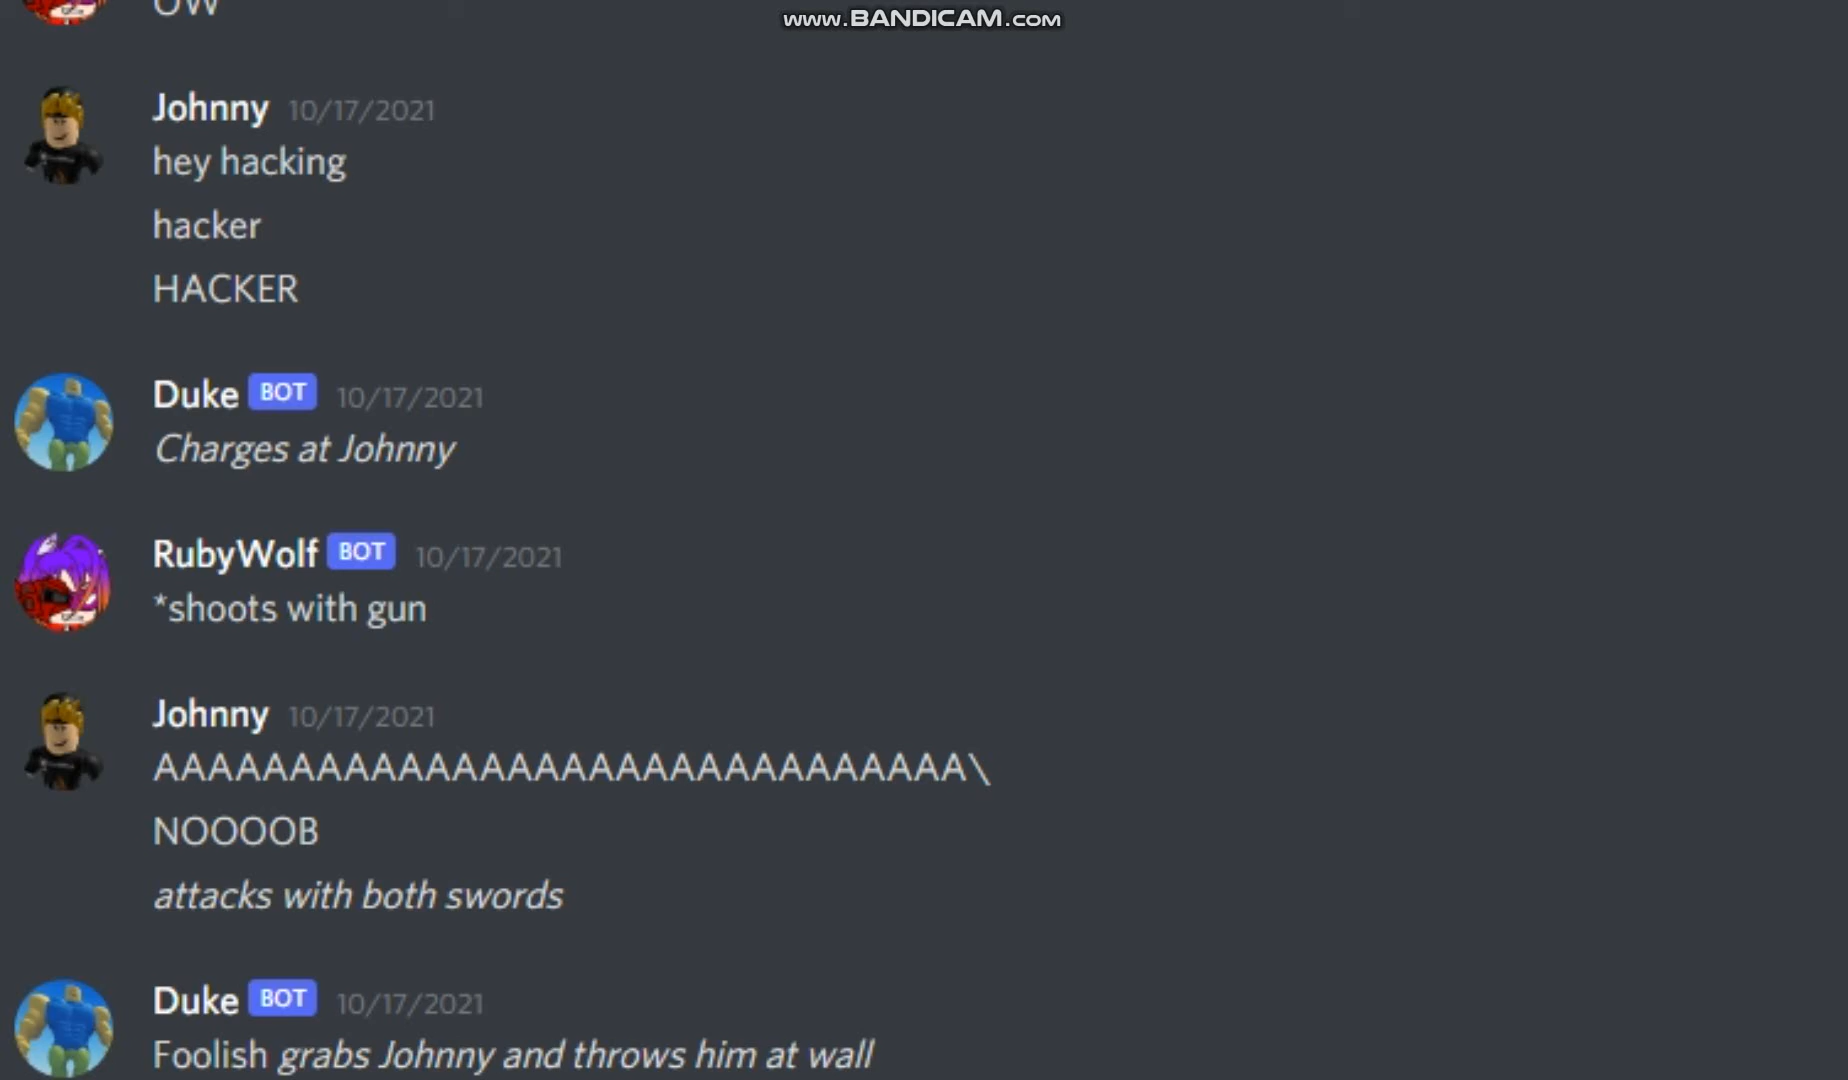 OW
www.BANDICAM.com
Johnny 10/17/2021
hey hacking
hacker
HACKER
Duke BOT 10/17/2021
Charges at Johnny
RubyWolf BOT 10/17/2021
*shoots with gun
Johnny 10/17/2021
AAAAAAAAAAAAAAAAAAAAAAAAAAAAAA\
NOOOOB
attacks with both swords
Duke BOT 10/17/2021
Foolish grabs Johnny and throws him at wall